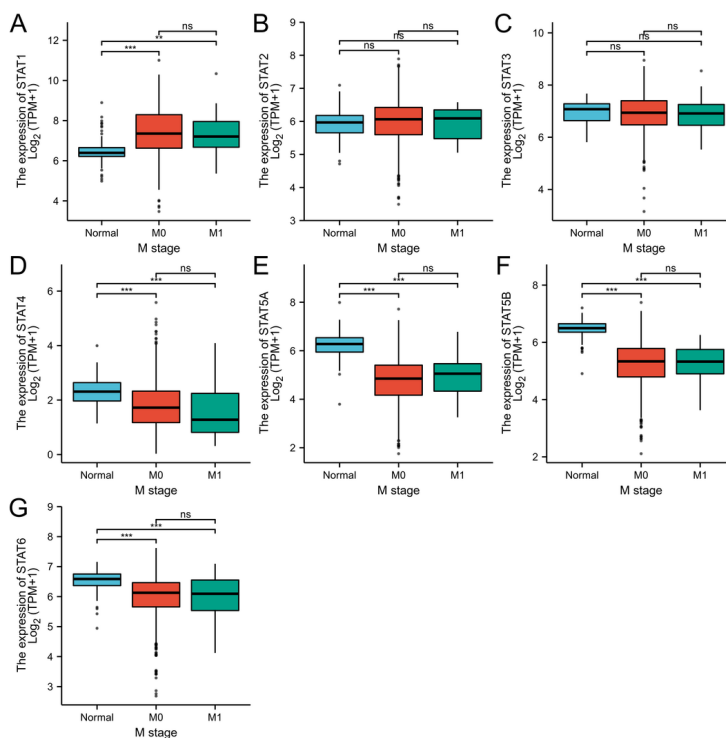 A
The expression of STAT1
Log2 (TPM+1)
12
10
8
6
4
ns
**
***
Normal
M0
M1
M stage
B
The expression of STAT2
Log2 (TPM+1)
9
8
7
6
5
4
3
ns
ns
ns
Normal
M0
M1
M stage
C
The expression of STAT3
Log2 (TPM+1)
10
8
6
4
ns
ns
ns
Normal
M0
M1
M stage
D
The expression of STAT4
Log2 (TPM+1)
6
4
2
0
ns
***
***
Normal
M0
M1
M stage
E
The expression of STAT5A
Log2 (TPM+1)
8
6
4
2
ns
***
***
Normal
M0
M1
M stage
F
The expression of STAT5B
Log2 (TPM+1)
8
6
4
2
ns
***
***
Normal
M0
M1
M stage
G
The expression of STAT6
Log2 (TPM+1)
9
8
7
6
5
4
3
ns
***
***
Normal
M0
M1
M stage